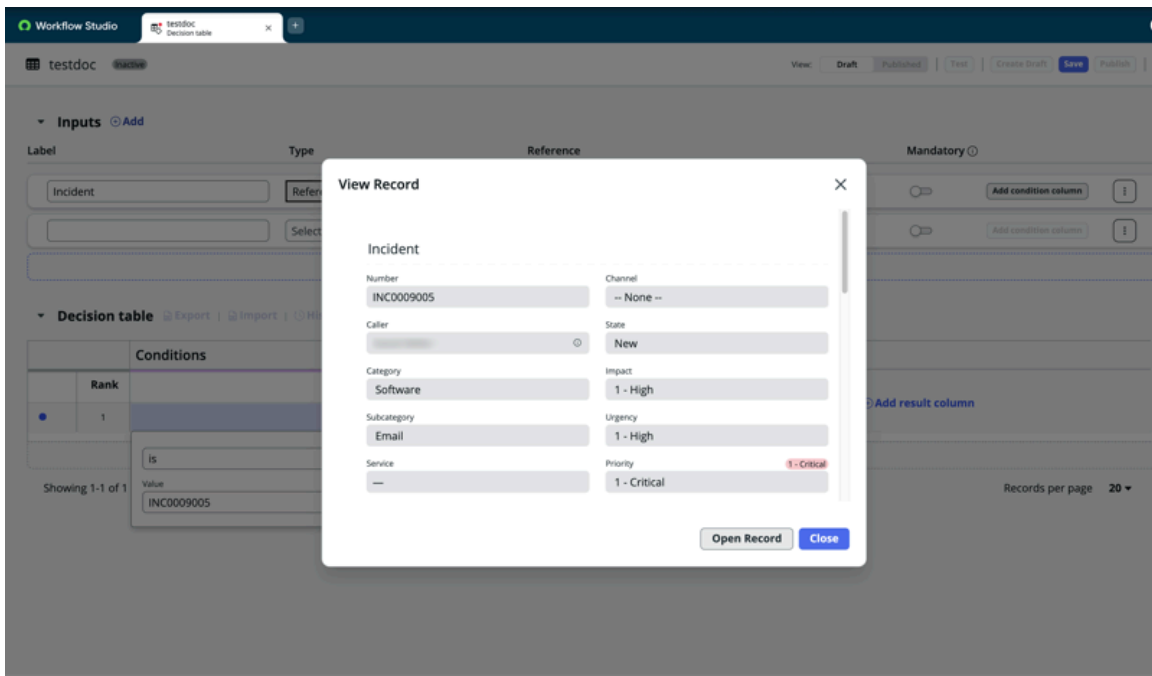 Workflow Studio
testdoc
Decision table
testdoc Inactive
View: Draft Published Test Create Draft Save Publish
Inputs Add
Label Type Reference Mandatory
Incident Refer Add condition column
Select Add condition column
Decision table Export | Import | Hi
Conditions
Rank
Add result column
1
is
Value
INC0009005
Showing 1-1 of 1
Records per page 20
View Record
Incident
Number Channel
INC0009005 -- None --
Caller State
New
Category Impact
Software 1 - High
Subcategory Urgency
Email 1 - High
Service Priority 1 - Critical
— 1 - Critical
Open Record Close